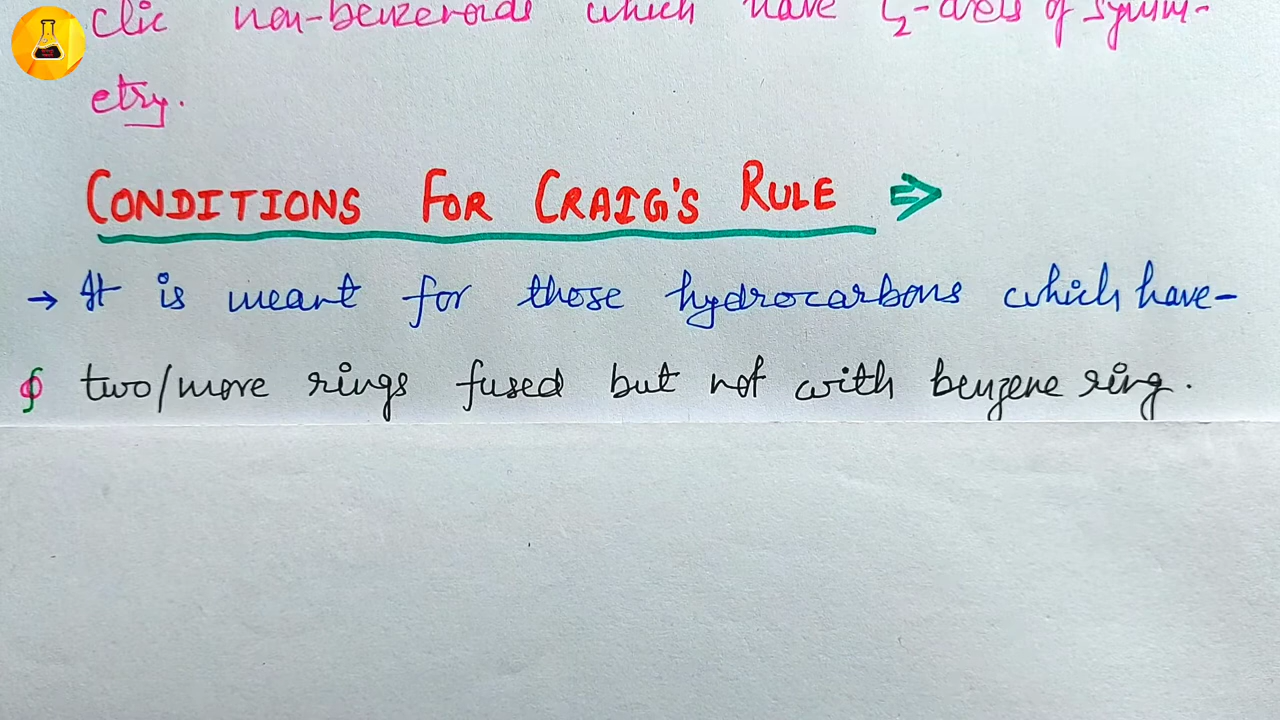 clic non-benzenoids which have C₂-axis of symm-
etry.
CONDITIONS FOR CRAIG'S RULE ⇒
→ It is meant for those hydrocarbons which have-
∮ two/more rings fused but not with benzene ring.